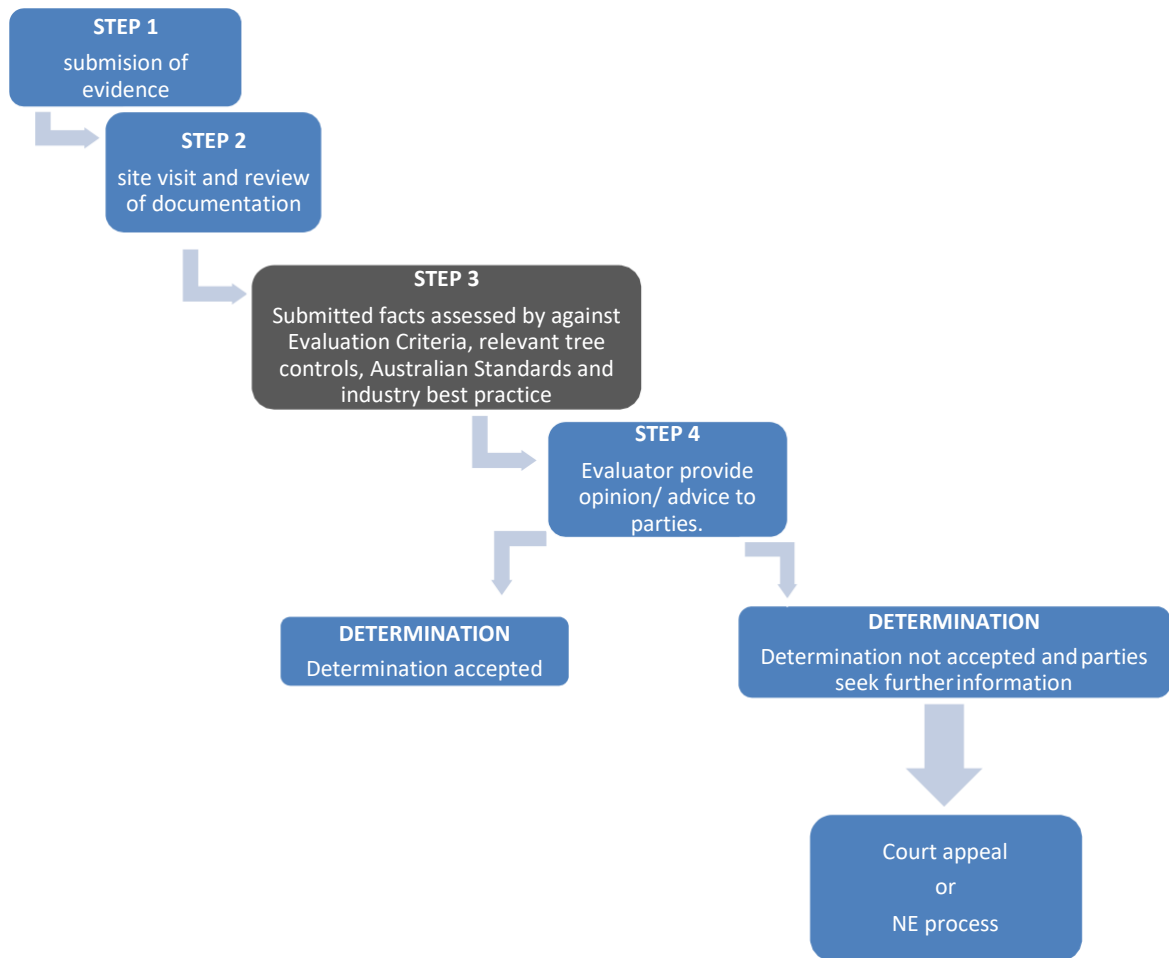 STEP 1
submision of
evidence
STEP 2
site visit and review
of documentation
STEP 3
Submitted facts assessed by against
Evaluation Criteria, relevant tree
controls, Australian Standards and
industry best practice
STEP 4
Evaluator provide
opinion/ advice to
parties.
DETERMINATION
Determination accepted
DETERMINATION
Determination not accepted and parties
seek further information
Court appeal
or
NE process